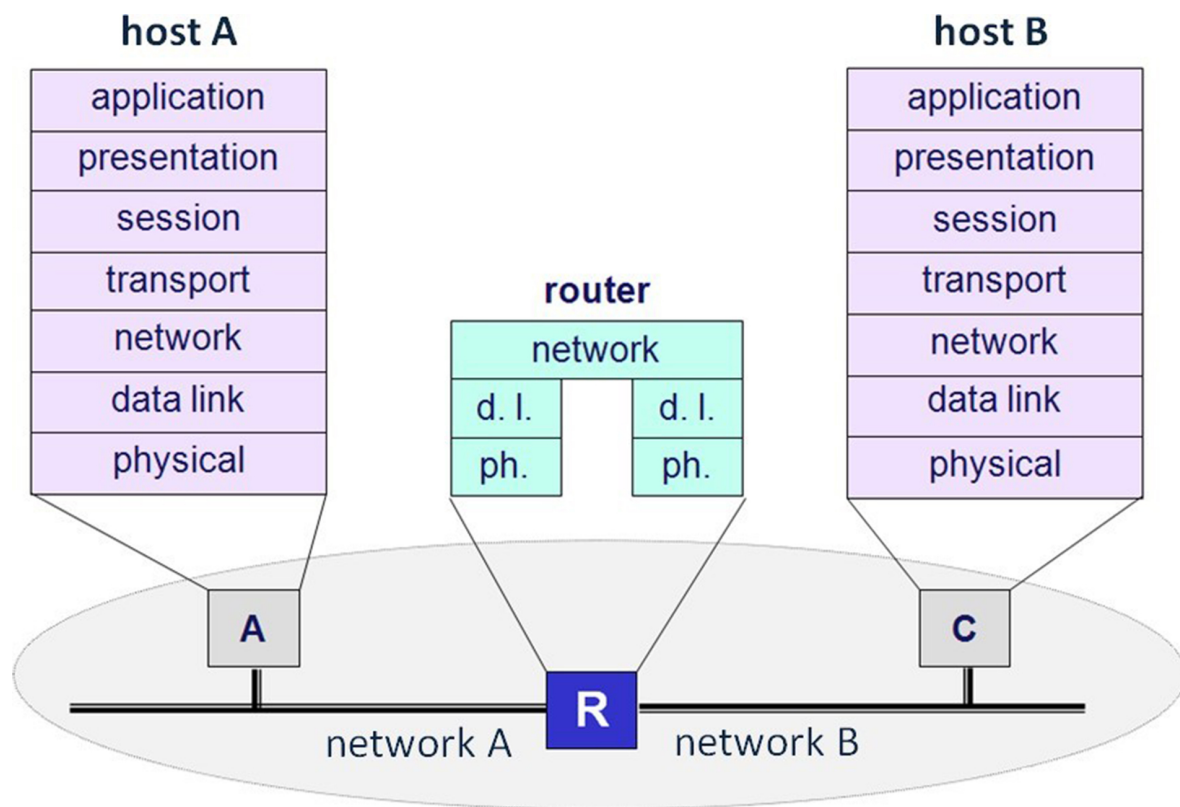 host A
application
presentation
session
transport
network
data link
physical
router
network
d. l.
d. l.
ph.
ph.
host B
application
presentation
session
transport
network
data link
physical
A
R
C
network A
network B